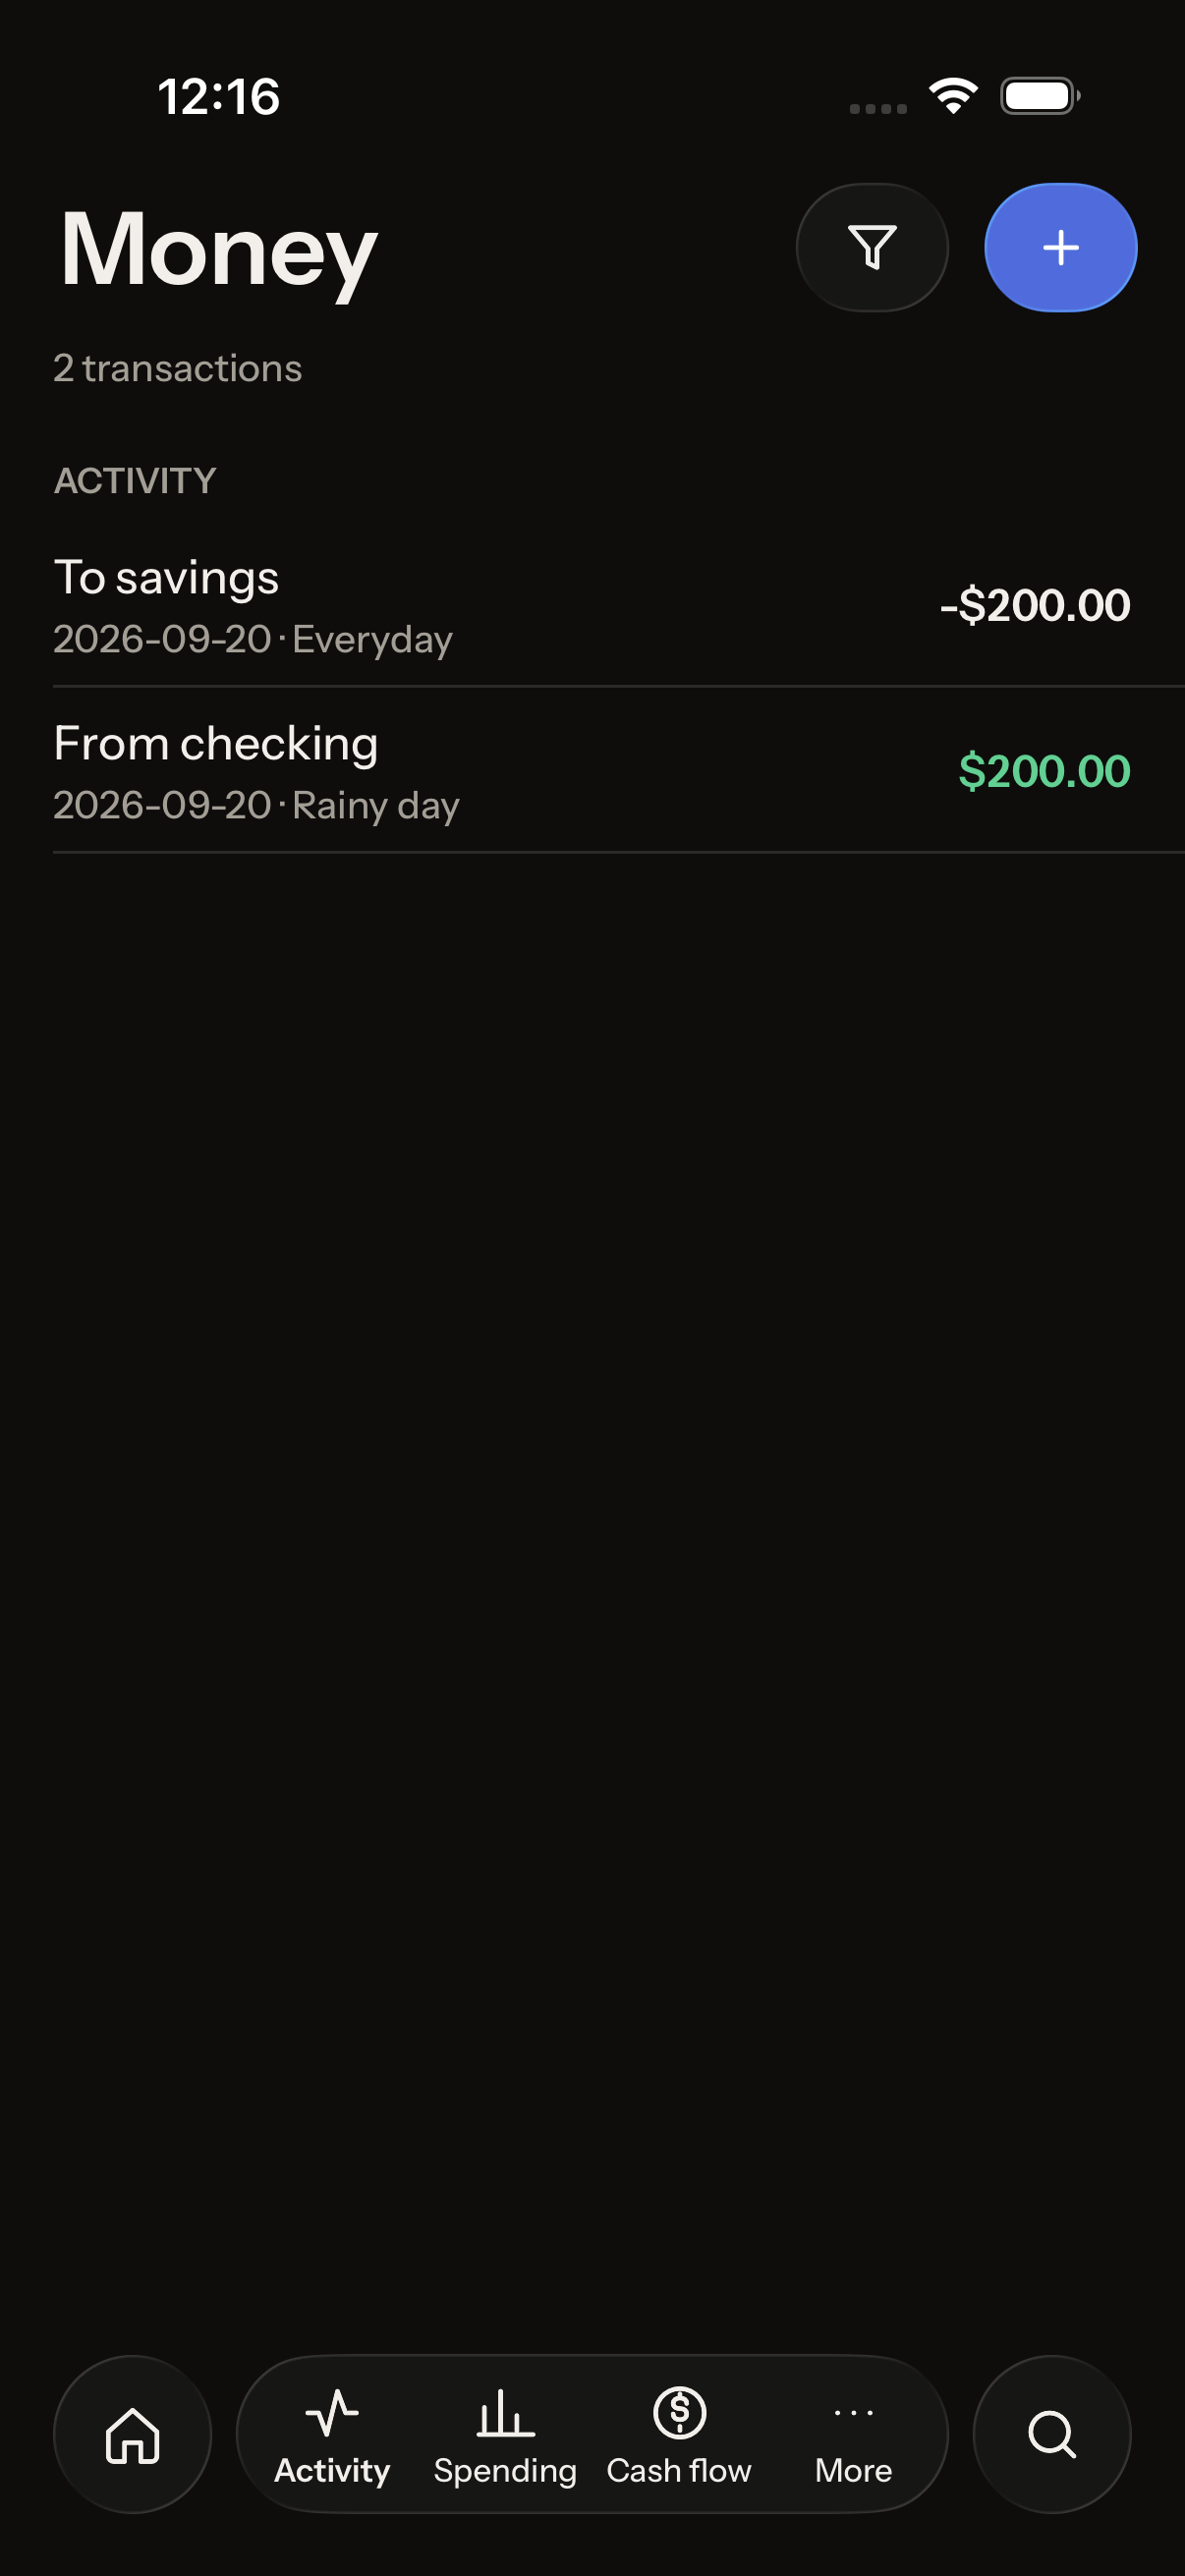 12:16
Money
2 transactions
ACTIVITY
To savings
-$200.00
2026-09-20 · Everyday
From checking
$200.00
2026-09-20 · Rainy day
Activity
Spending
Cash flow
More